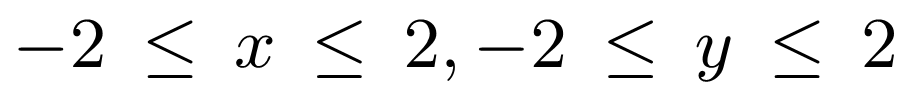 −2 ≤ x ≤ 2, −2 ≤ y ≤ 2